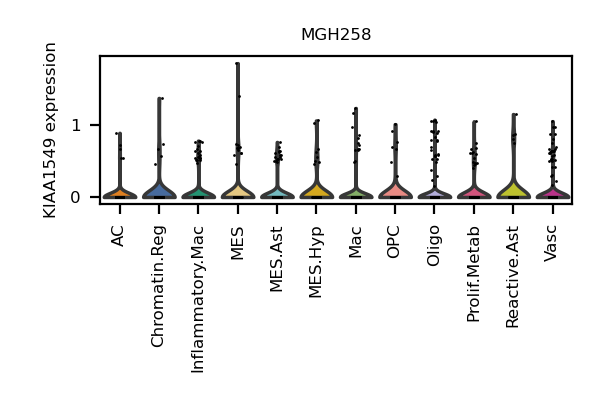 MGH258
KIAA1549 expression
1
0
AC
Chromatin.Reg
Inflammatory.Mac
MES
MES.Ast
MES.Hyp
Mac
OPC
Oligo
Prolif.Metab
Reactive.Ast
Vasc